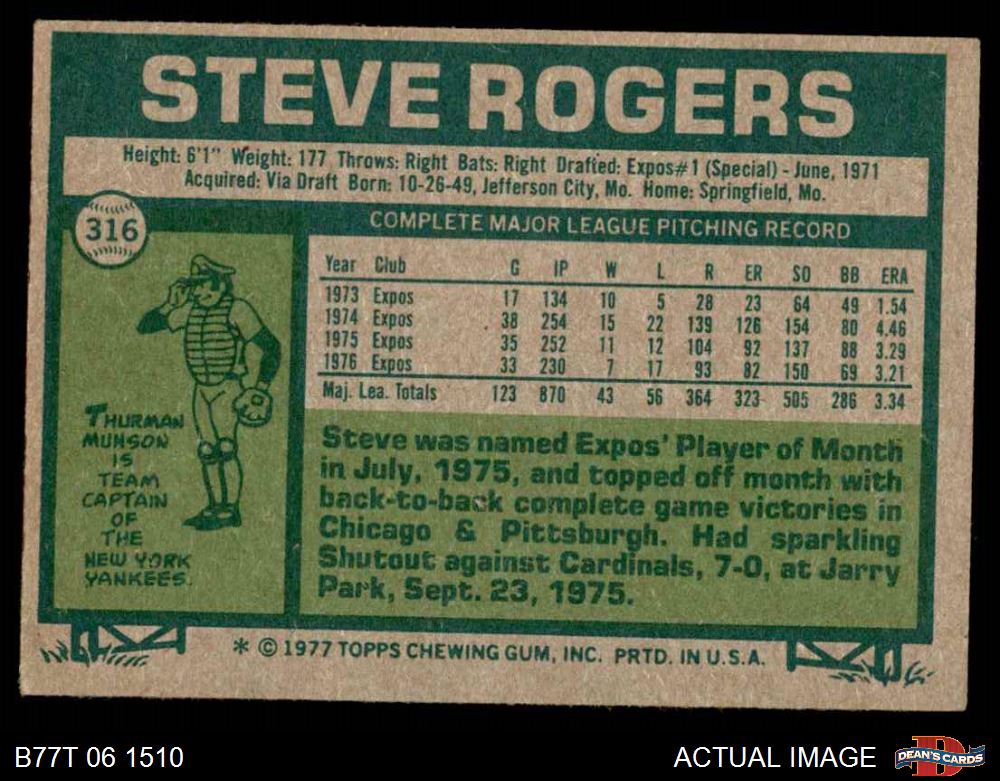 STEVE ROGERS
Height: 6'1" Weight: 177 Throws: Right Bats: Right Drafted: Expos#1 (Special) - June, 1971
Acquired: Via Draft Born: 10-26-49, Jefferson City, Mo. Home: Springfield, Mo.
316
COMPLETE MAJOR LEAGUE PITCHING RECORD
Year Club G IP W L R ER SO BB ERA
1973 Expos 17 134 10 5 28 23 64 49 1.54
1974 Expos 38 254 15 22 139 126 154 80 4.46
1975 Expos 35 252 11 12 104 92 137 88 3.29
1976 Expos 33 230 7 17 93 82 150 69 3.21
Maj. Lea. Totals 123 870 43 56 364 323 505 286 3.34
THURMAN
MUNSON
IS
TEAM
CAPTAIN
OF
THE
NEW YORK
YANKEES.
Steve was named Expos' Player of Month
in July, 1975, and topped off month with
back-to-back complete game victories in
Chicago & Pittsburgh. Had sparkling
Shutout against Cardinals, 7-0, at Jarry
Park, Sept. 23, 1975.
* © 1977 TOPPS CHEWING GUM, INC. PRTD. IN U.S.A.
B77T 06 1510
ACTUAL IMAGE
D
DEAN'S CARDS